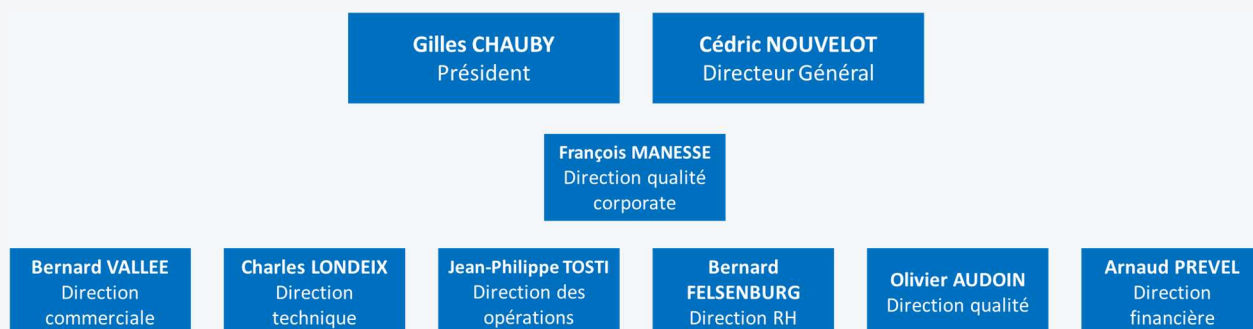 Gilles CHAUBY
Président
Cédric NOUVELOT
Directeur Général
François MANESSE
Direction qualité
corporate
Bernard VALLEE
Direction
commerciale
Charles LONDEIX
Direction
technique
Jean-Philippe TOSTI
Direction des
opérations
Bernard
FELSENBURG
Direction RH
Olivier AUDOIN
Direction qualité
Arnaud PREVEL
Direction
financière